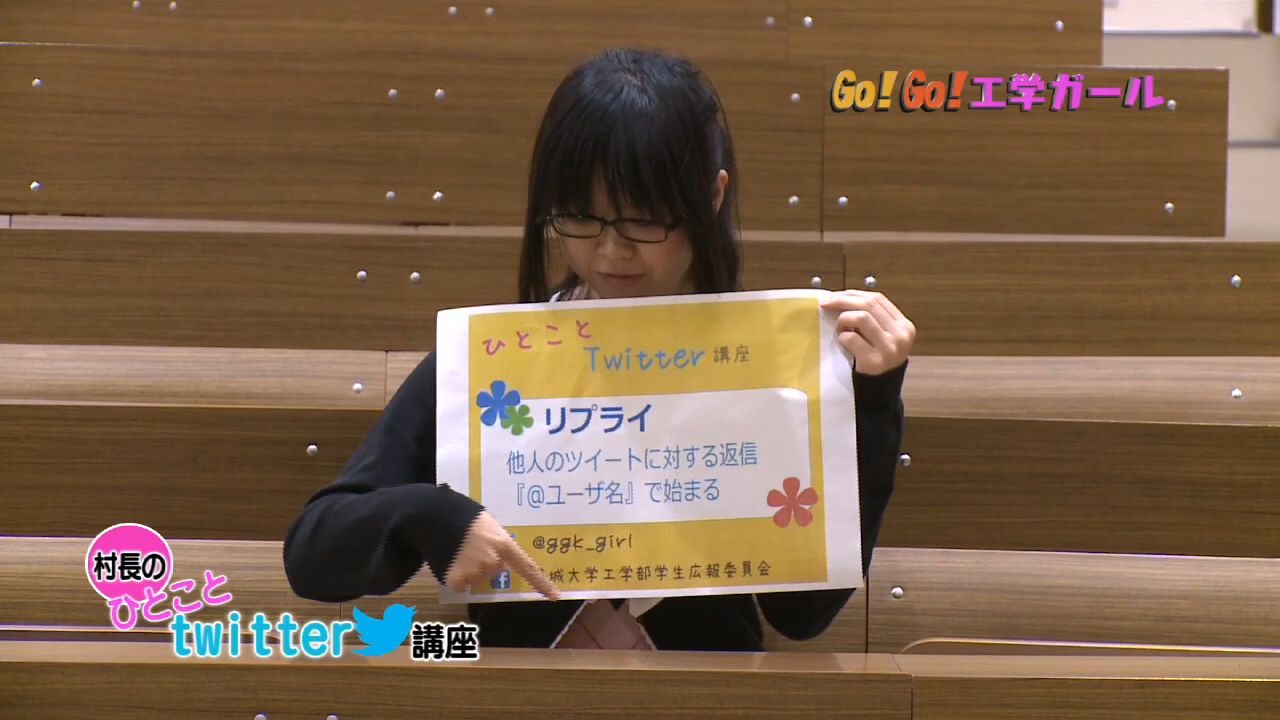 Go! Go! 工学ガール
ひとこと
Twitter 講座
リプライ
他人のツイートに対する返信
『@ユーザ名』で始まる
@ggk_girl
城大学工学部学生広報委員会
村長の
ひとこと
twitter 講座